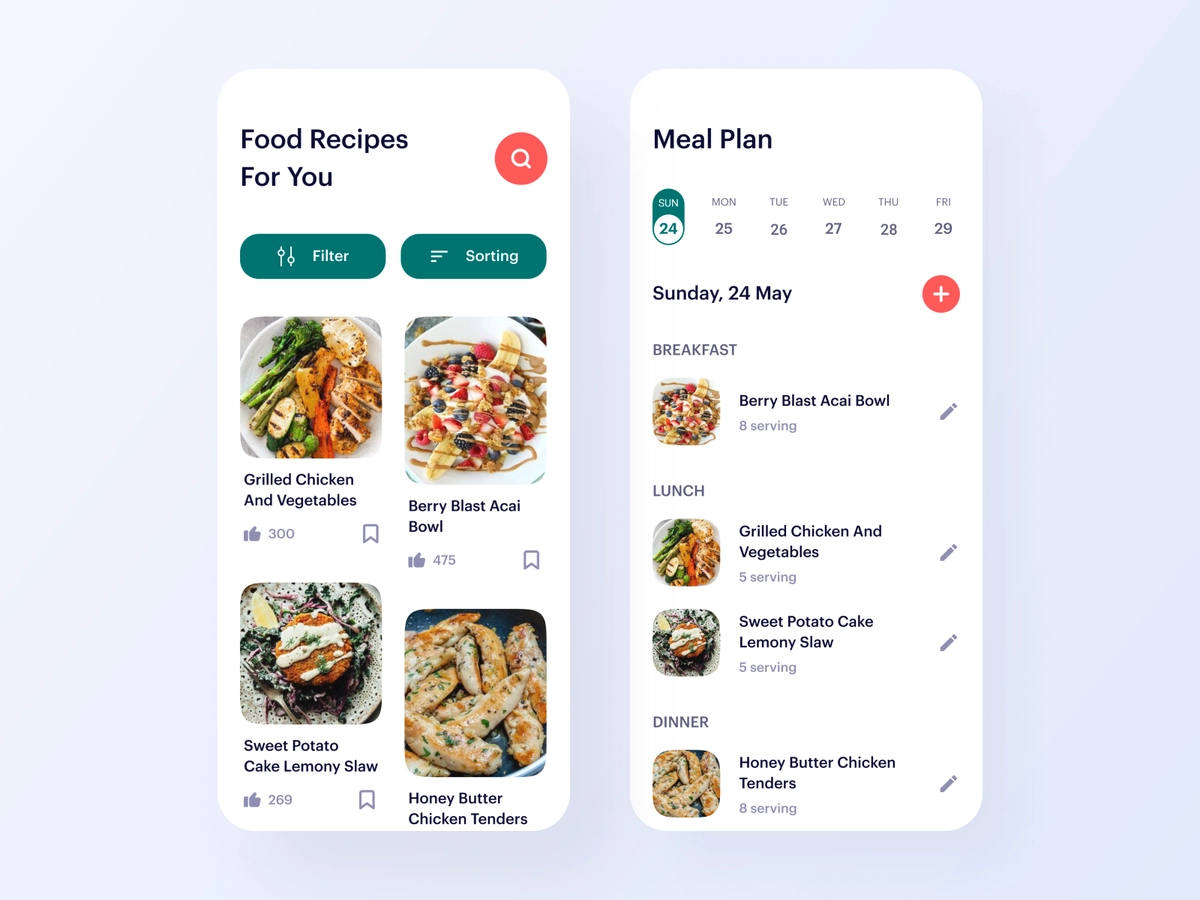 Food Recipes
For You
Filter
Sorting
Grilled Chicken
And Vegetables
300
Berry Blast Acai
Bowl
475
Sweet Potato
Cake Lemony Slaw
269
Honey Butter
Chicken Tenders
Meal Plan
SUN MON TUE WED THU FRI
24 25 26 27 28 29
Sunday, 24 May
BREAKFAST
Berry Blast Acai Bowl
8 serving
LUNCH
Grilled Chicken And
Vegetables
5 serving
Sweet Potato Cake
Lemony Slaw
5 serving
DINNER
Honey Butter Chicken
Tenders
8 serving